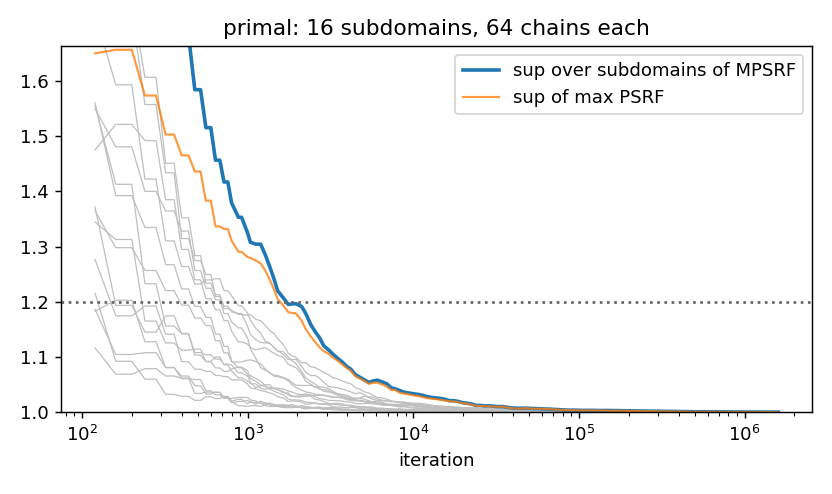 primal: 16 subdomains, 64 chains each
sup over subdomains of MPSRF
sup of max PSRF
1.6
1.5
1.4
1.3
1.2
1.1
1.0
10² 10³ 10⁴ 10⁵ 10⁶
iteration